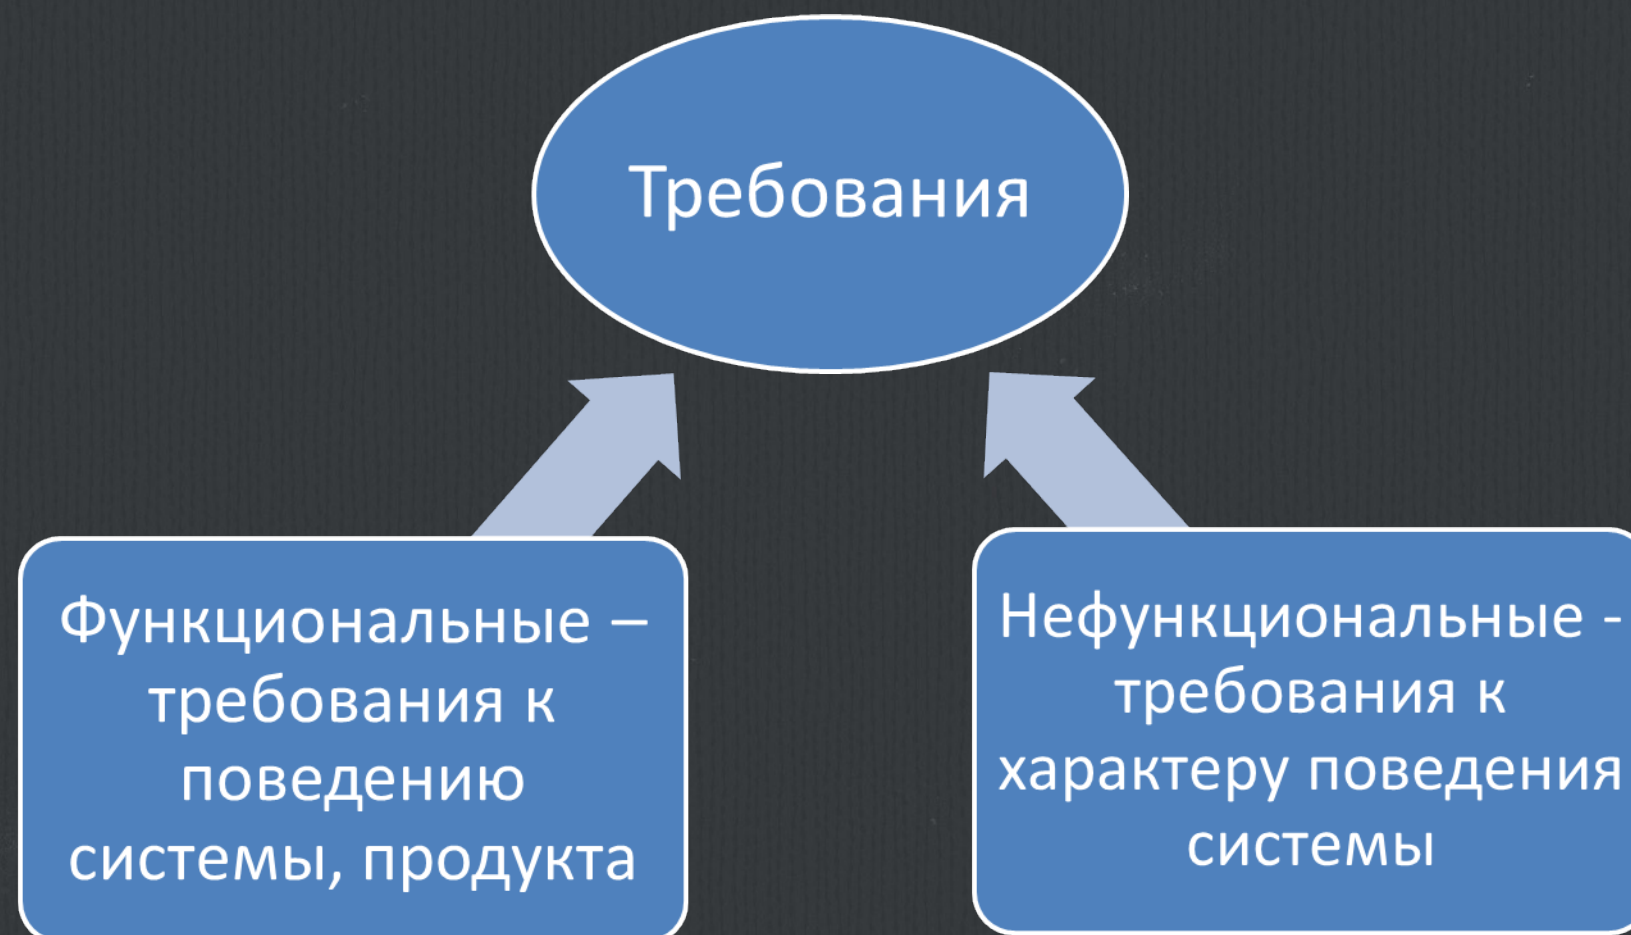 Требования
Функциональные –
требования к
поведению
системы, продукта
Нефункциональные -
требования к
характеру поведения
системы